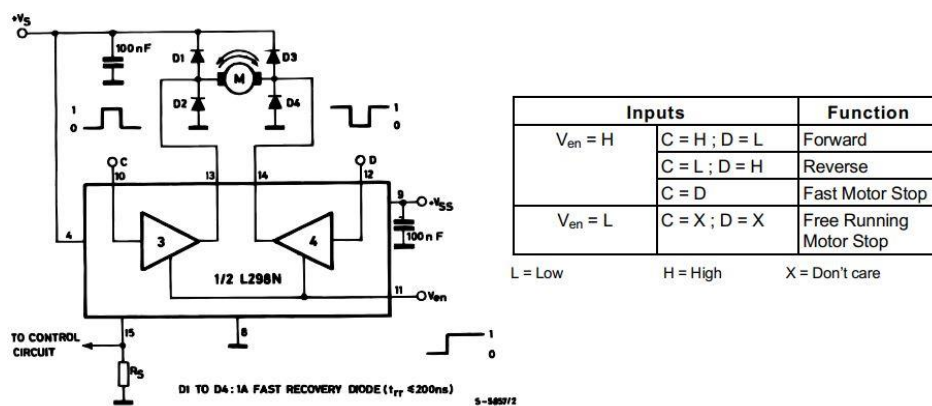 +Vs
100nF
D1
D3
M
D2
D4
1
0
1
0
C
D
10
13
14
12
9
+VSS
100nF
4
3
4
1/2 L298N
11
Ven
15
8
TO CONTROL
CIRCUIT
RS
1
0
D1 TO D4 : 1A FAST RECOVERY DIODE (trr ≤ 200ns)
S-5857/2
Inputs Function
Ven = H C = H ; D = L Forward
C = L ; D = H Reverse
C = D Fast Motor Stop
Ven = L C = X ; D = X Free Running
Motor Stop
L = Low H = High X = Don't care